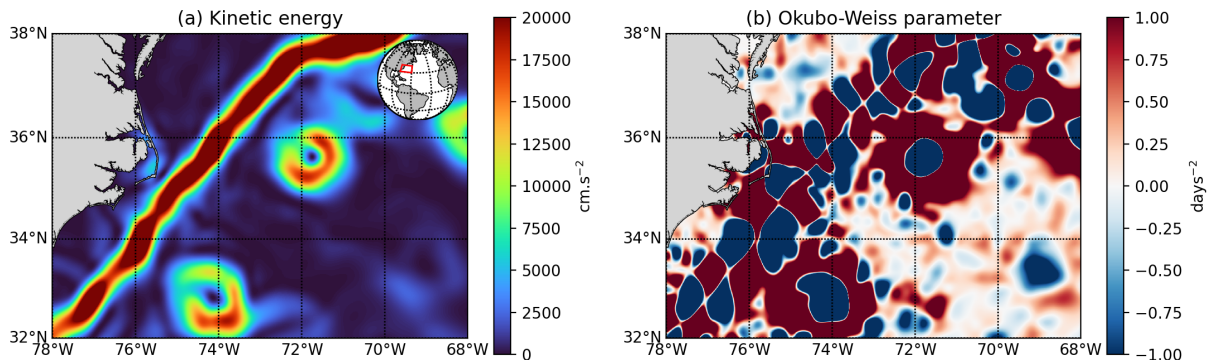 (a) Kinetic energy
38°N
36°N
34°N
32°N
78°W 76°W 74°W 72°W 70°W 68°W
20000
17500
15000
12500
10000
7500
5000
2500
0
cm.s⁻²
(b) Okubo-Weiss parameter
38°N
36°N
34°N
32°N
78°W 76°W 74°W 72°W 70°W 68°W
1.00
0.75
0.50
0.25
0.00
−0.25
−0.50
−0.75
−1.00
days⁻²